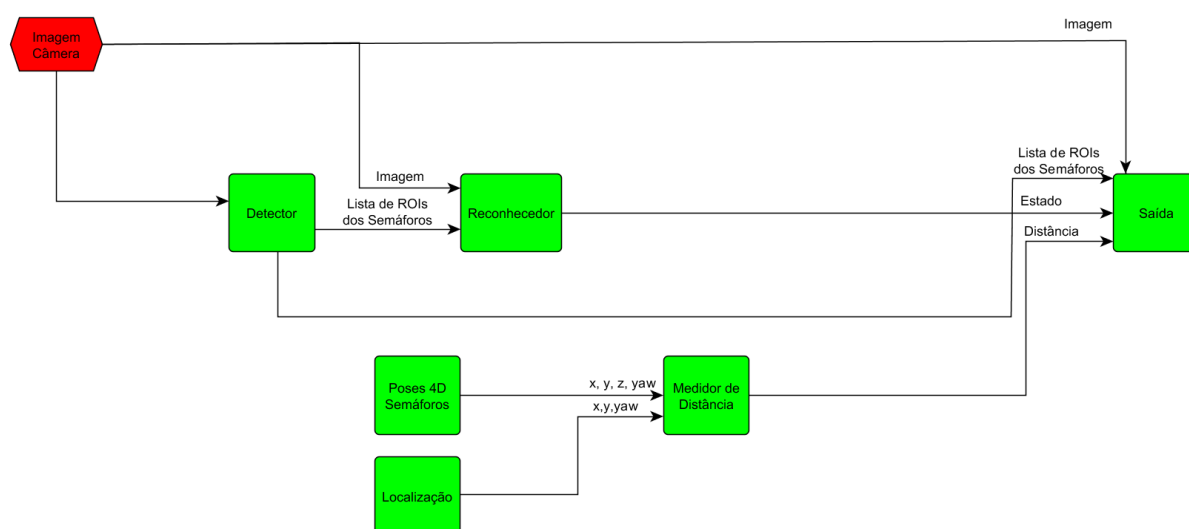 Imagem
Imagem
Câmera
Imagem
Lista de ROIs
dos Semáforos
Detector
Lista de ROIs
dos Semáforos
Reconhecedor
Estado
Saída
Distância
Poses 4D
Semáforos
x, y, z, yaw
x,y,yaw
Medidor de
Distância
Localização